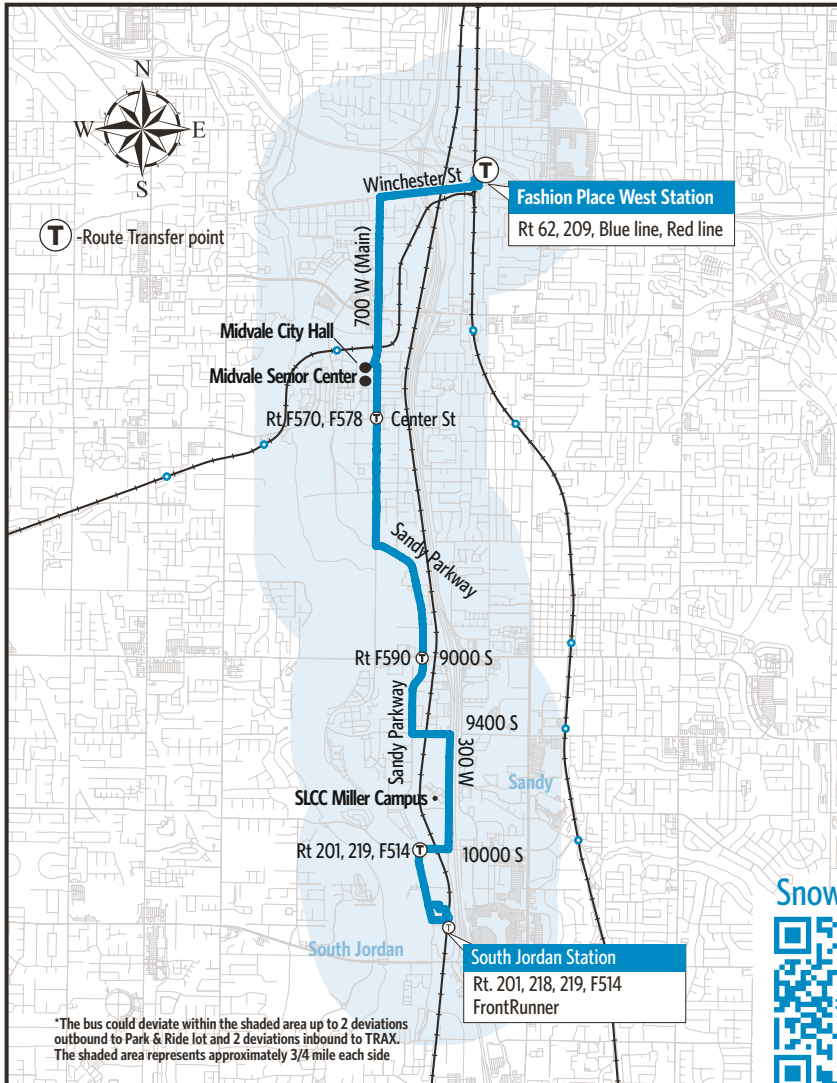 N
W
E
S
T -Route Transfer point
Winchester St
T
Fashion Place West Station
Rt 62, 209, Blue line, Red line
700 W (Main)
Midvale City Hall
Midvale Senior Center
Rt F570, F578 T Center St
Sandy Parkway
Rt F590 T 9000 S
Sandy Parkway
9400 S
300 W
Sandy
SLCC Miller Campus
Rt 201, 219, F514 T 10000 S
Snow
South Jordan
T
South Jordan Station
Rt. 201, 218, 219, F514
FrontRunner
*The bus could deviate within the shaded area up to 2 deviations
outbound to Park & Ride lot and 2 deviations inbound to TRAX.
The shaded area represents approximately 3/4 mile each side